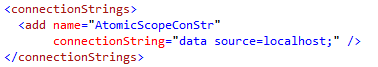 <connectionStrings>
<add name="AtomicScopeConStr"
connectionString="data source=localhost;" />
</connectionStrings>